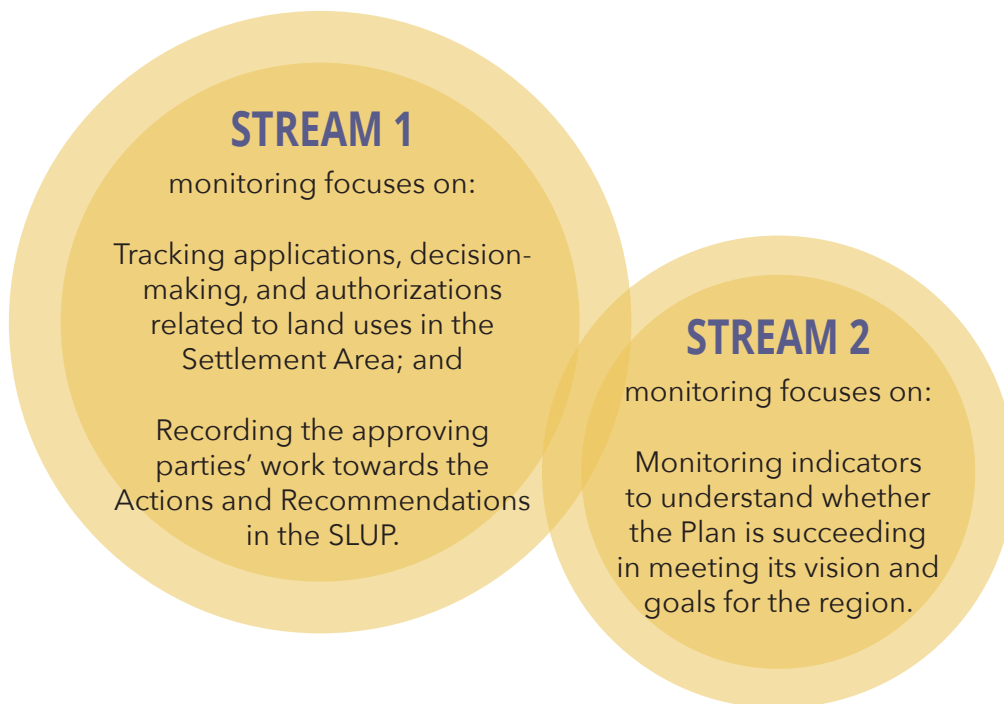 STREAM 1
monitoring focuses on:
Tracking applications, decision-
making, and authorizations
related to land uses in the
Settlement Area; and
Recording the approving
parties’ work towards the
Actions and Recommendations
in the SLUP.
STREAM 2
monitoring focuses on:
Monitoring indicators
to understand whether
the Plan is succeeding
in meeting its vision and
goals for the region.